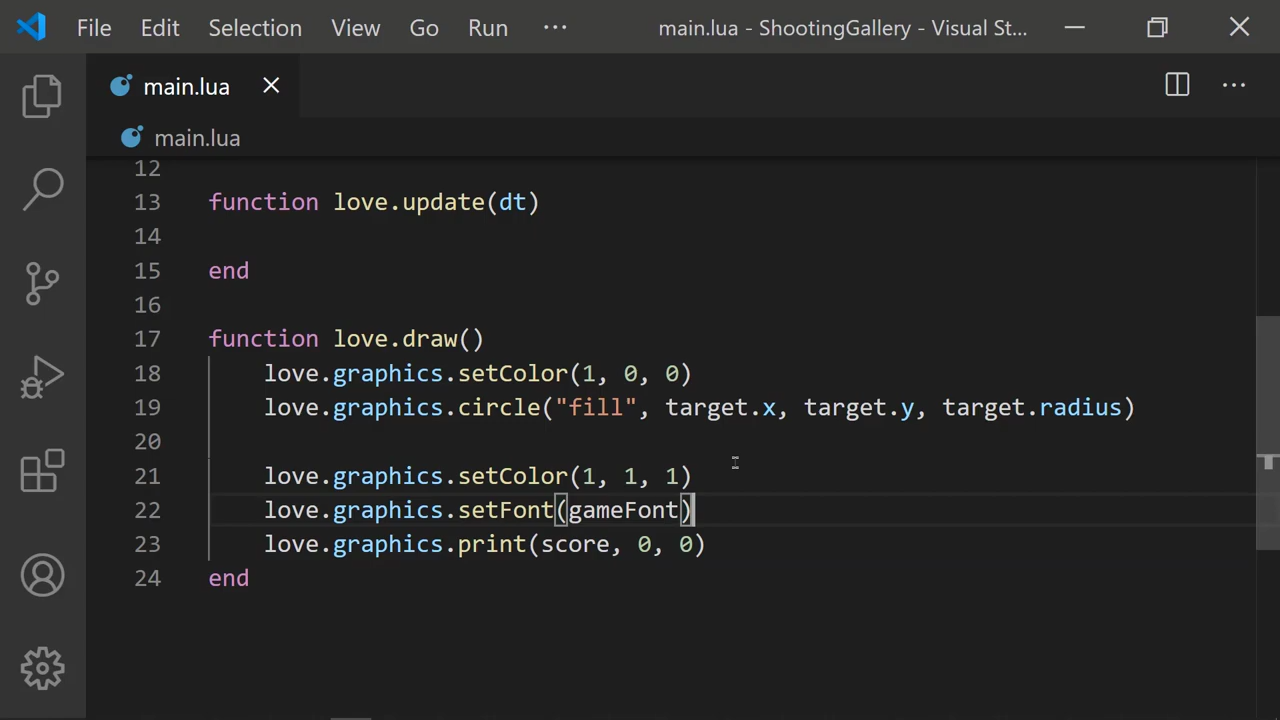 File Edit Selection View Go Run ··· main.lua - ShootingGallery - Visual St...
main.lua
main.lua
12
13 function love.update(dt)
14
15 end
16
17 function love.draw()
18 love.graphics.setColor(1, 0, 0)
19 love.graphics.circle("fill", target.x, target.y, target.radius)
20
21 love.graphics.setColor(1, 1, 1)
22 love.graphics.setFont(gameFont)
23 love.graphics.print(score, 0, 0)
24 end